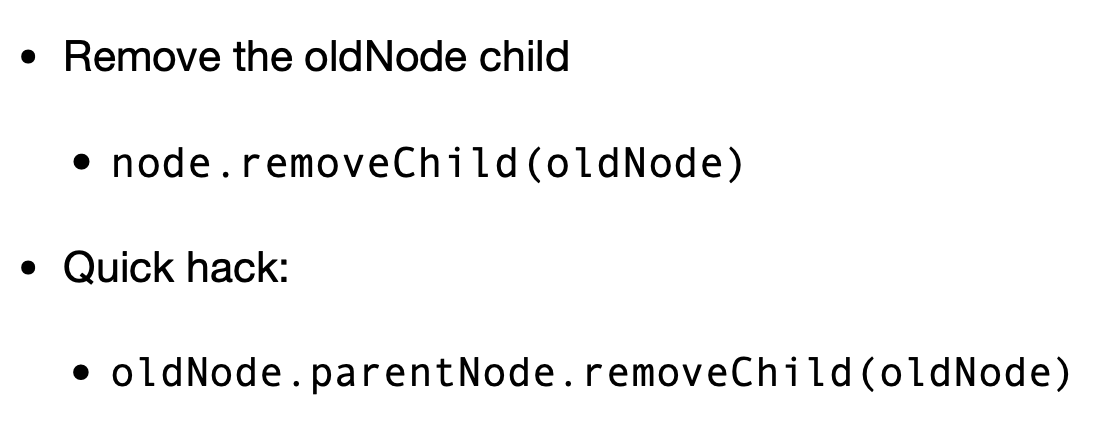 • Remove the oldNode child
• node.removeChild(oldNode)
• Quick hack:
• oldNode.parentNode.removeChild(oldNode)